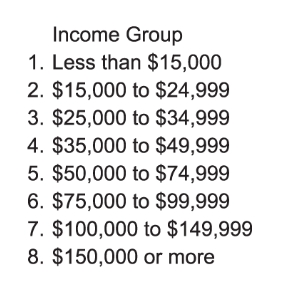 Income Group
1. Less than $15,000
2. $15,000 to $24,999
3. $25,000 to $34,999
4. $35,000 to $49,999
5. $50,000 to $74,999
6. $75,000 to $99,999
7. $100,000 to $149,999
8. $150,000 or more